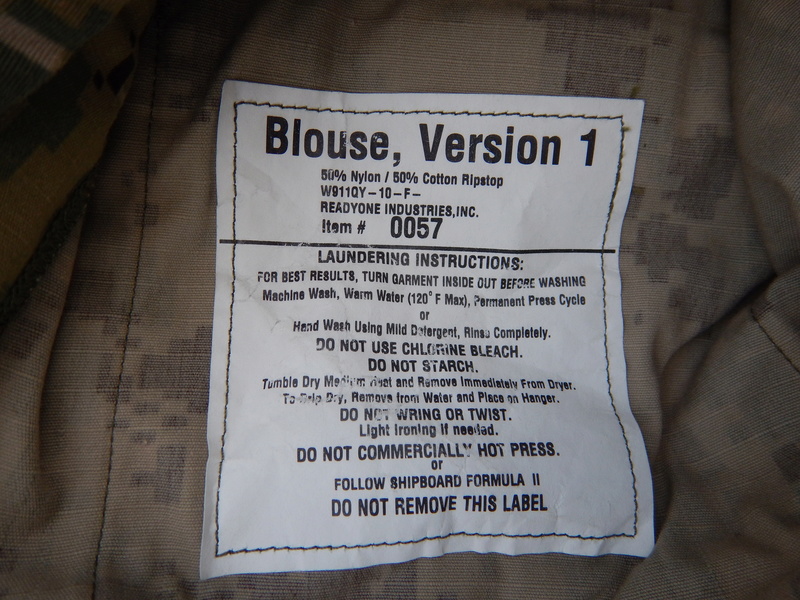 Blouse, Version 1
50% Nylon / 50% Cotton Ripstop
W911QY-10-F-
READYONE INDUSTRIES,INC.
Item # 0057
LAUNDERING INSTRUCTIONS:
FOR BEST RESULTS, TURN GARMENT INSIDE OUT BEFORE WASHING
Machine Wash, Warm Water (120° F Max), Permanent Press Cycle
or
Hand Wash Using Mild Detergent, Rinse Completely.
DO NOT USE CHLORINE BLEACH.
DO NOT STARCH.
Tumble Dry Medium Heat and Remove Immediately From Dryer.
To Drip Dry, Remove from Water and Place on Hanger.
DO NOT WRING OR TWIST.
Light Ironing if needed.
DO NOT COMMERCIALLY HOT PRESS.
or
FOLLOW SHIPBOARD FORMULA II
DO NOT REMOVE THIS LABEL